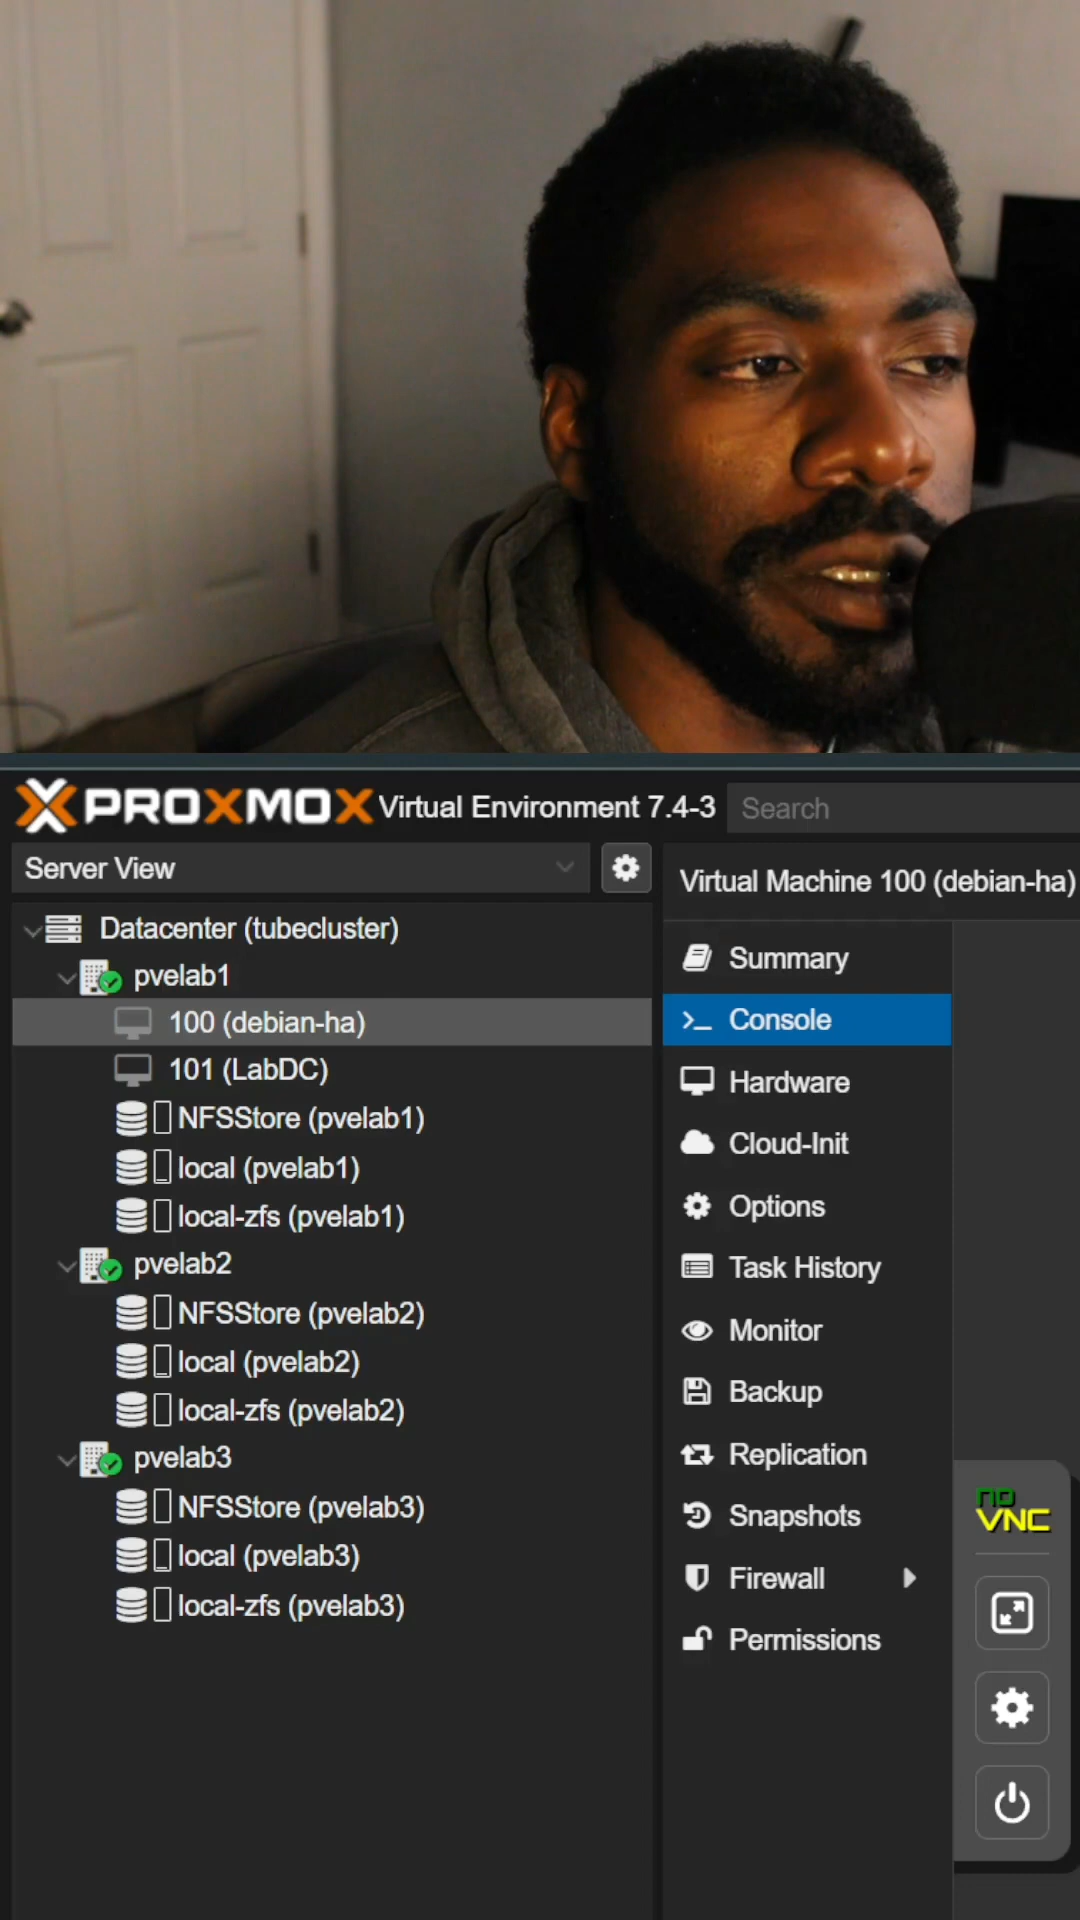 PROXMOX Virtual Environment 7.4-3 Search
Server View
Virtual Machine 100 (debian-ha)
Datacenter (tubecluster)
pvelab1
100 (debian-ha)
101 (LabDC)
NFSStore (pvelab1)
local (pvelab1)
local-zfs (pvelab1)
pvelab2
NFSStore (pvelab2)
local (pvelab2)
local-zfs (pvelab2)
pvelab3
NFSStore (pvelab3)
local (pvelab3)
local-zfs (pvelab3)
Summary
Console
Hardware
Cloud-Init
Options
Task History
Monitor
Backup
Replication
Snapshots
Firewall
Permissions
no
VNC